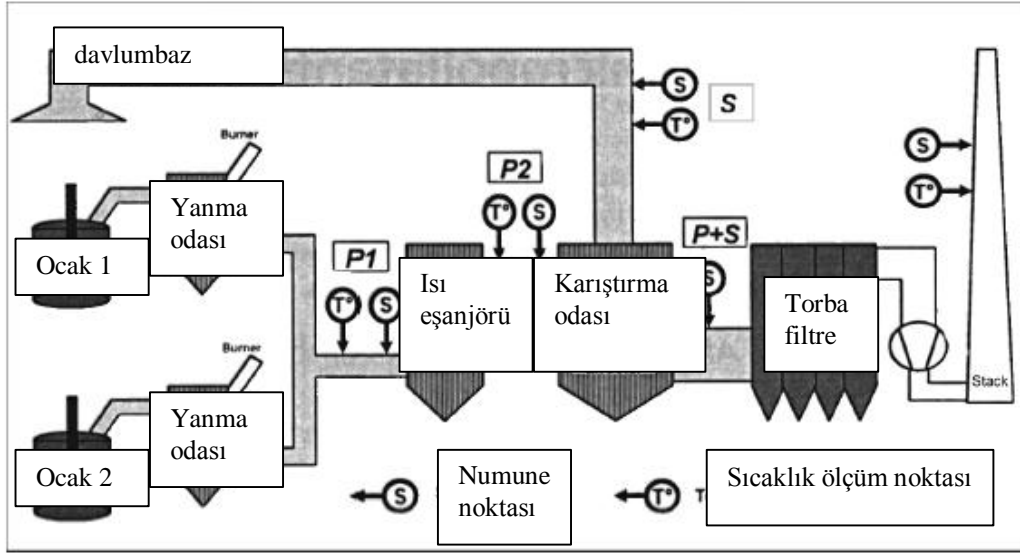 davlumbaz
S
S
T°
Burner
P2
S
T°
T°
S
Yanma
odası
P+S
P1
S
Ocak 1
T°
S
Isı
eşanjörü
Karıştırma
odası
Torba
filtre
Burner
Stack
Yanma
odası
Ocak 2
S
Numune
noktası
T°
Sıcaklık ölçüm noktası